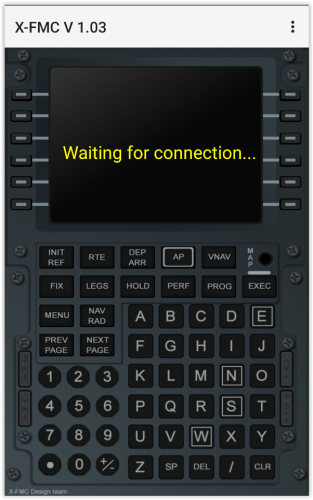 X-FMC V 1.03
Waiting for connection...
INIT REF RTE DEP ARR AP VNAV MAP
FIX LEGS HOLD PERF PROG EXEC
MENU NAV RAD A B C D E
PREV PAGE NEXT PAGE F G H I J
1 2 3 K L M N O
4 5 6 P Q R S T
7 8 9 U V W X Y
• 0 +/- Z SP DEL / CLR
X-FMC Design team